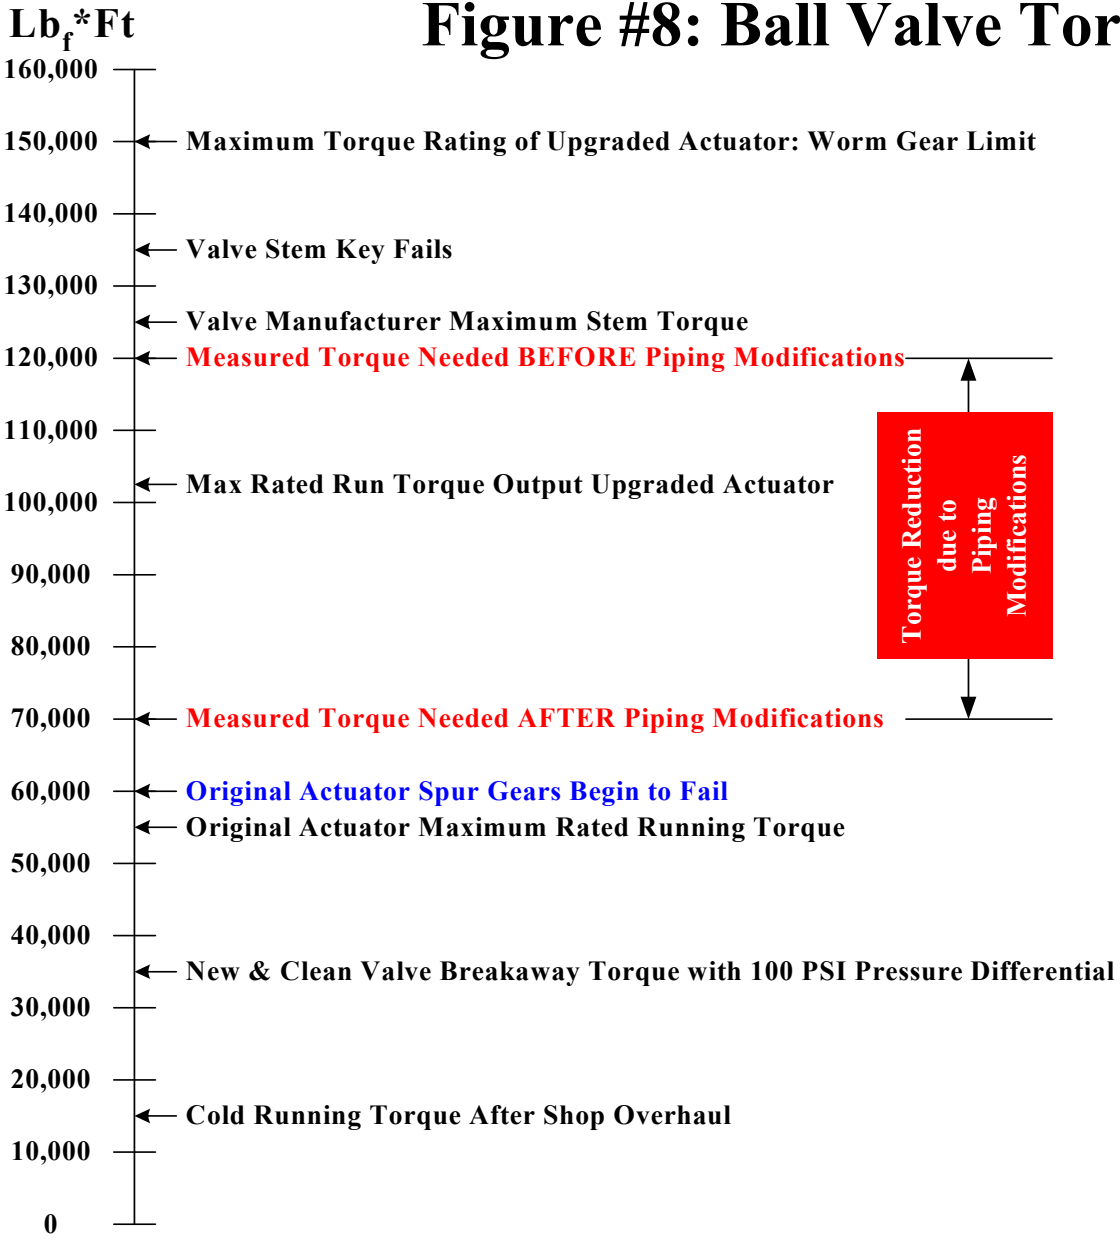 Lbf*Ft
Figure #8: Ball Valve Tor
160,000
150,000 Maximum Torque Rating of Upgraded Actuator: Worm Gear Limit
140,000
Valve Stem Key Fails
130,000
Valve Manufacturer Maximum Stem Torque
120,000 Measured Torque Needed BEFORE Piping Modifications
110,000
Max Rated Run Torque Output Upgraded Actuator
100,000
Torque Reduction
due to
Piping
Modifications
90,000
80,000
70,000 Measured Torque Needed AFTER Piping Modifications
60,000 Original Actuator Spur Gears Begin to Fail
Original Actuator Maximum Rated Running Torque
50,000
40,000
New & Clean Valve Breakaway Torque with 100 PSI Pressure Differential
30,000
20,000
Cold Running Torque After Shop Overhaul
10,000
0